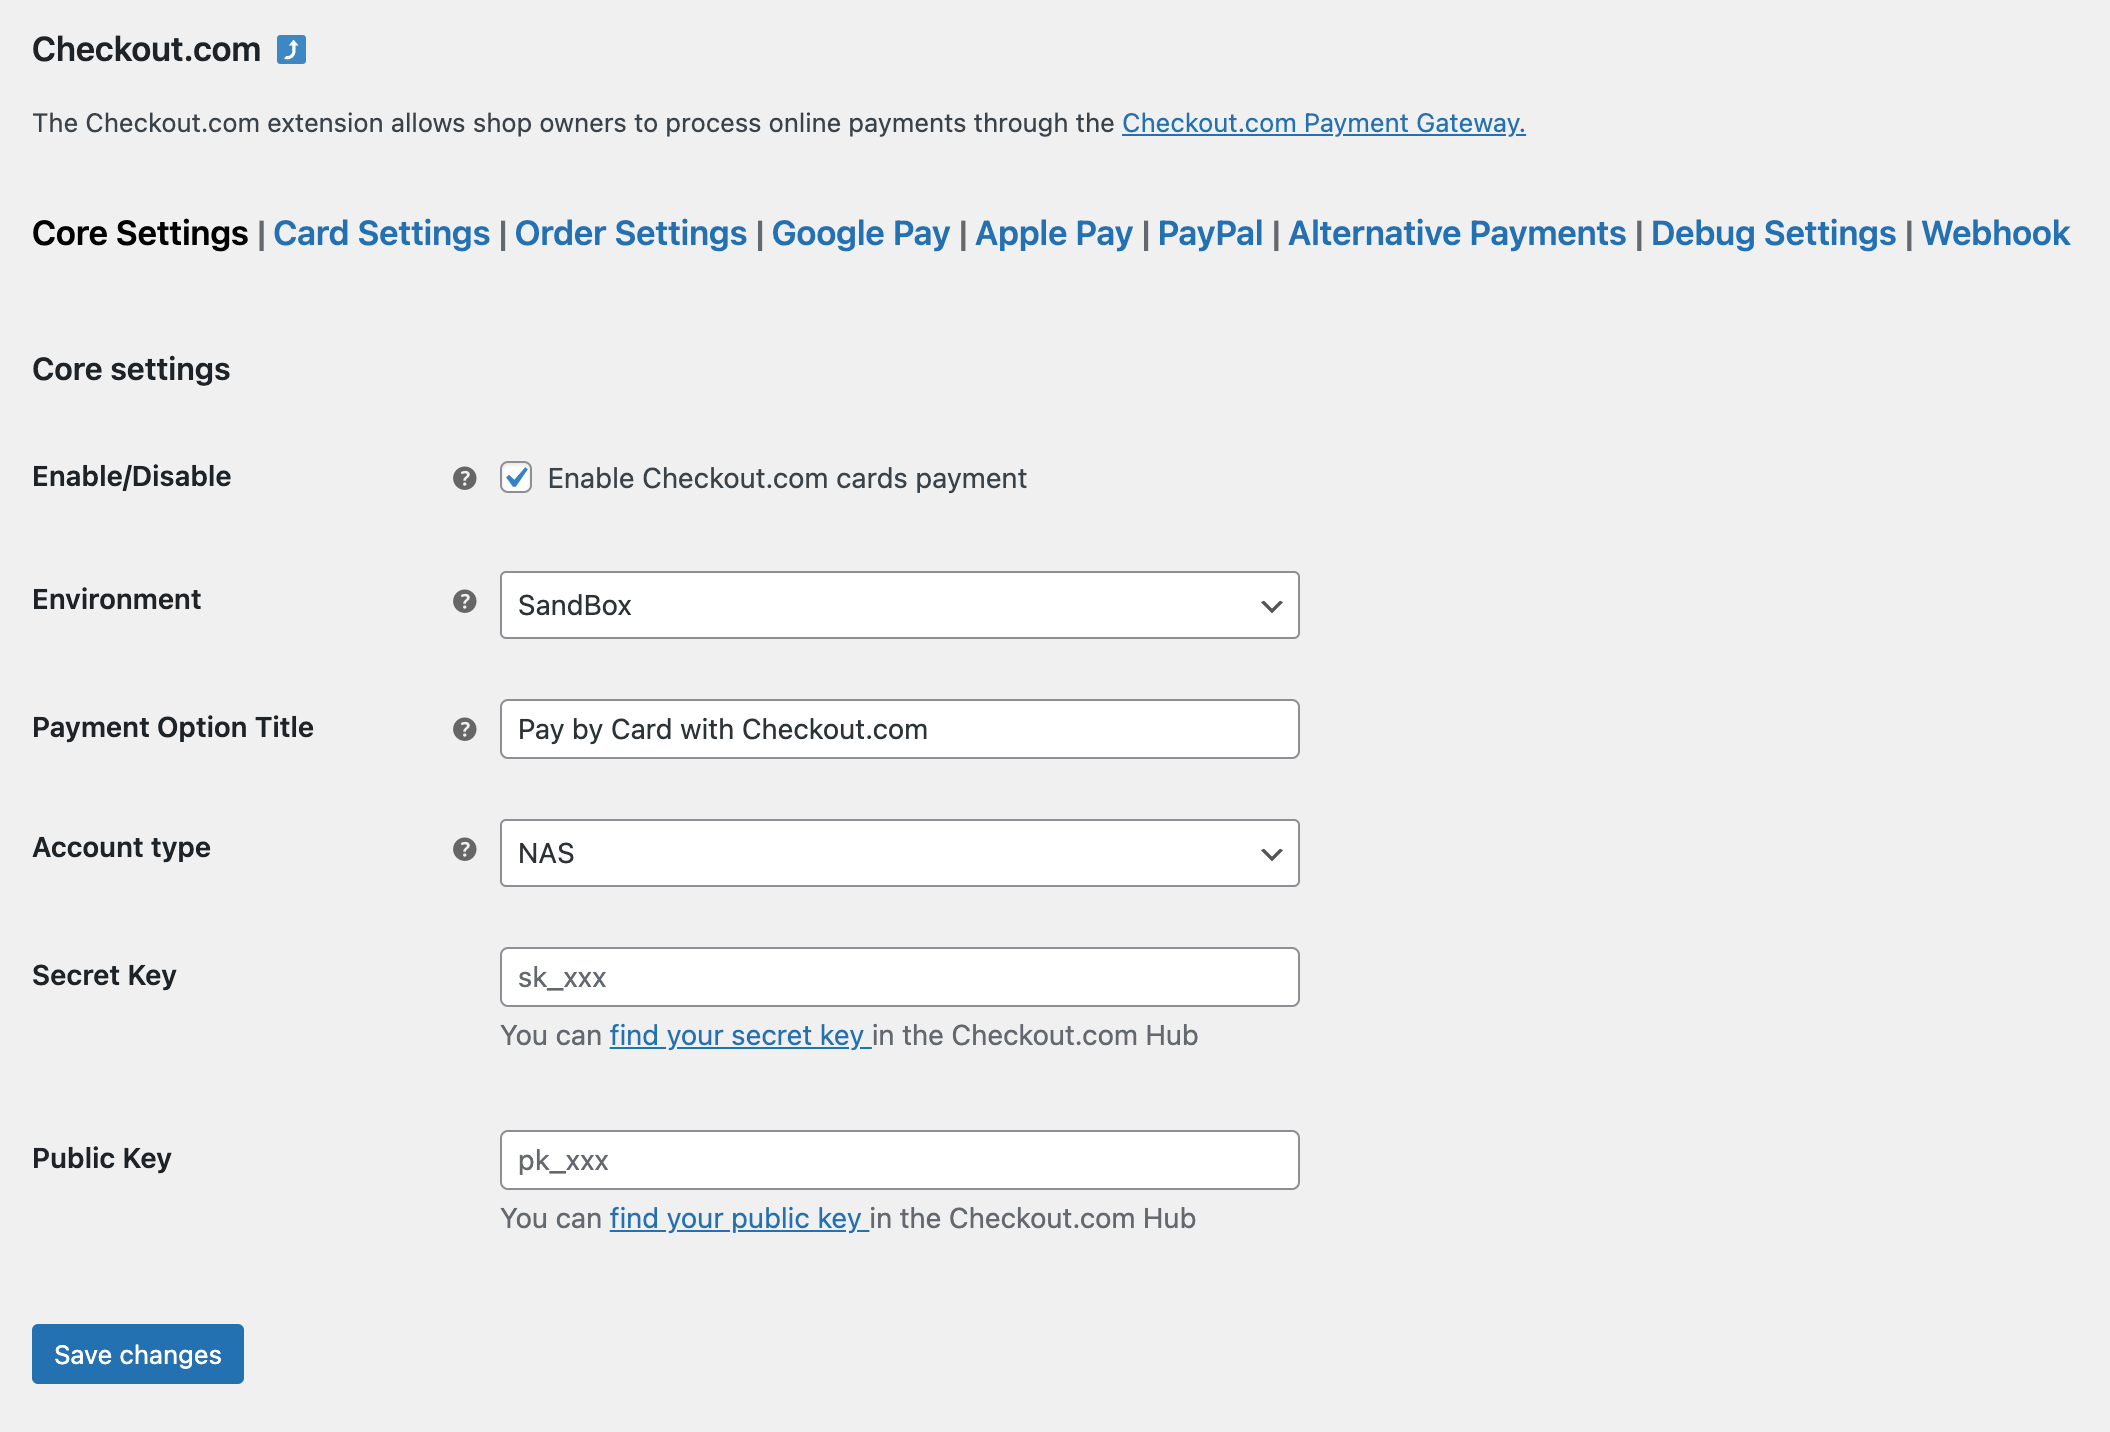 Checkout.com
The Checkout.com extension allows shop owners to process online payments through the Checkout.com Payment Gateway.
Core Settings | Card Settings | Order Settings | Google Pay | Apple Pay | PayPal | Alternative Payments | Debug Settings | Webhook
Core settings
Enable/Disable ? Enable Checkout.com cards payment
Environment ? SandBox
Payment Option Title ? Pay by Card with Checkout.com
Account type ? NAS
Secret Key sk_xxx
You can find your secret key in the Checkout.com Hub
Public Key pk_xxx
You can find your public key in the Checkout.com Hub
Save changes